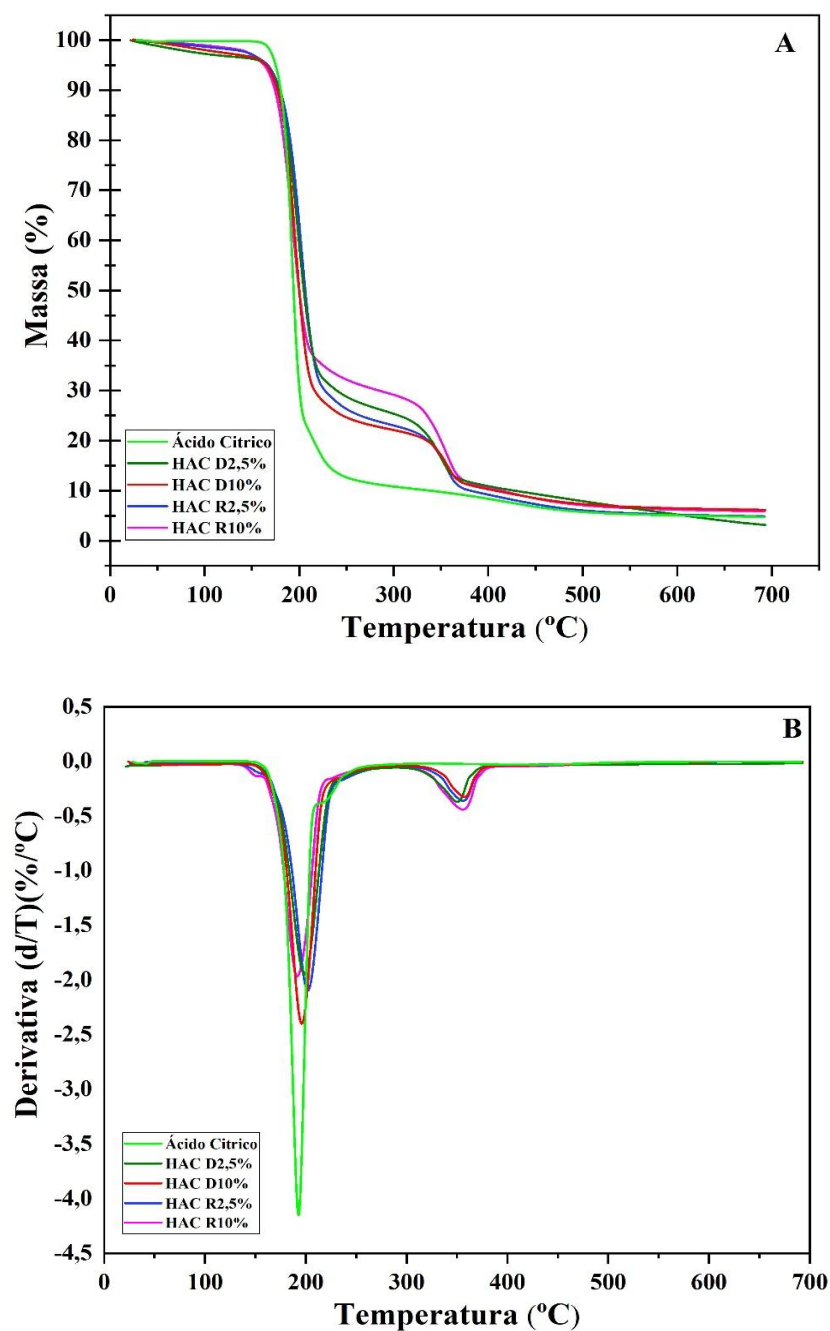 A
100
90
80
70
60
50
40
30
20
10
0
Massa (%)
Ácido Citrico
HAC D2,5%
HAC D10%
HAC R2,5%
HAC R10%
0 100 200 300 400 500 600 700
Temperatura (ºC)
B
0,5
0,0
-0,5
-1,0
-1,5
-2,0
-2,5
-3,0
-3,5
-4,0
-4,5
Derivativa (d/T)(%/ºC)
Ácido Citrico
HAC D2,5%
HAC D10%
HAC R2,5%
HAC R10%
0 100 200 300 400 500 600 700
Temperatura (ºC)